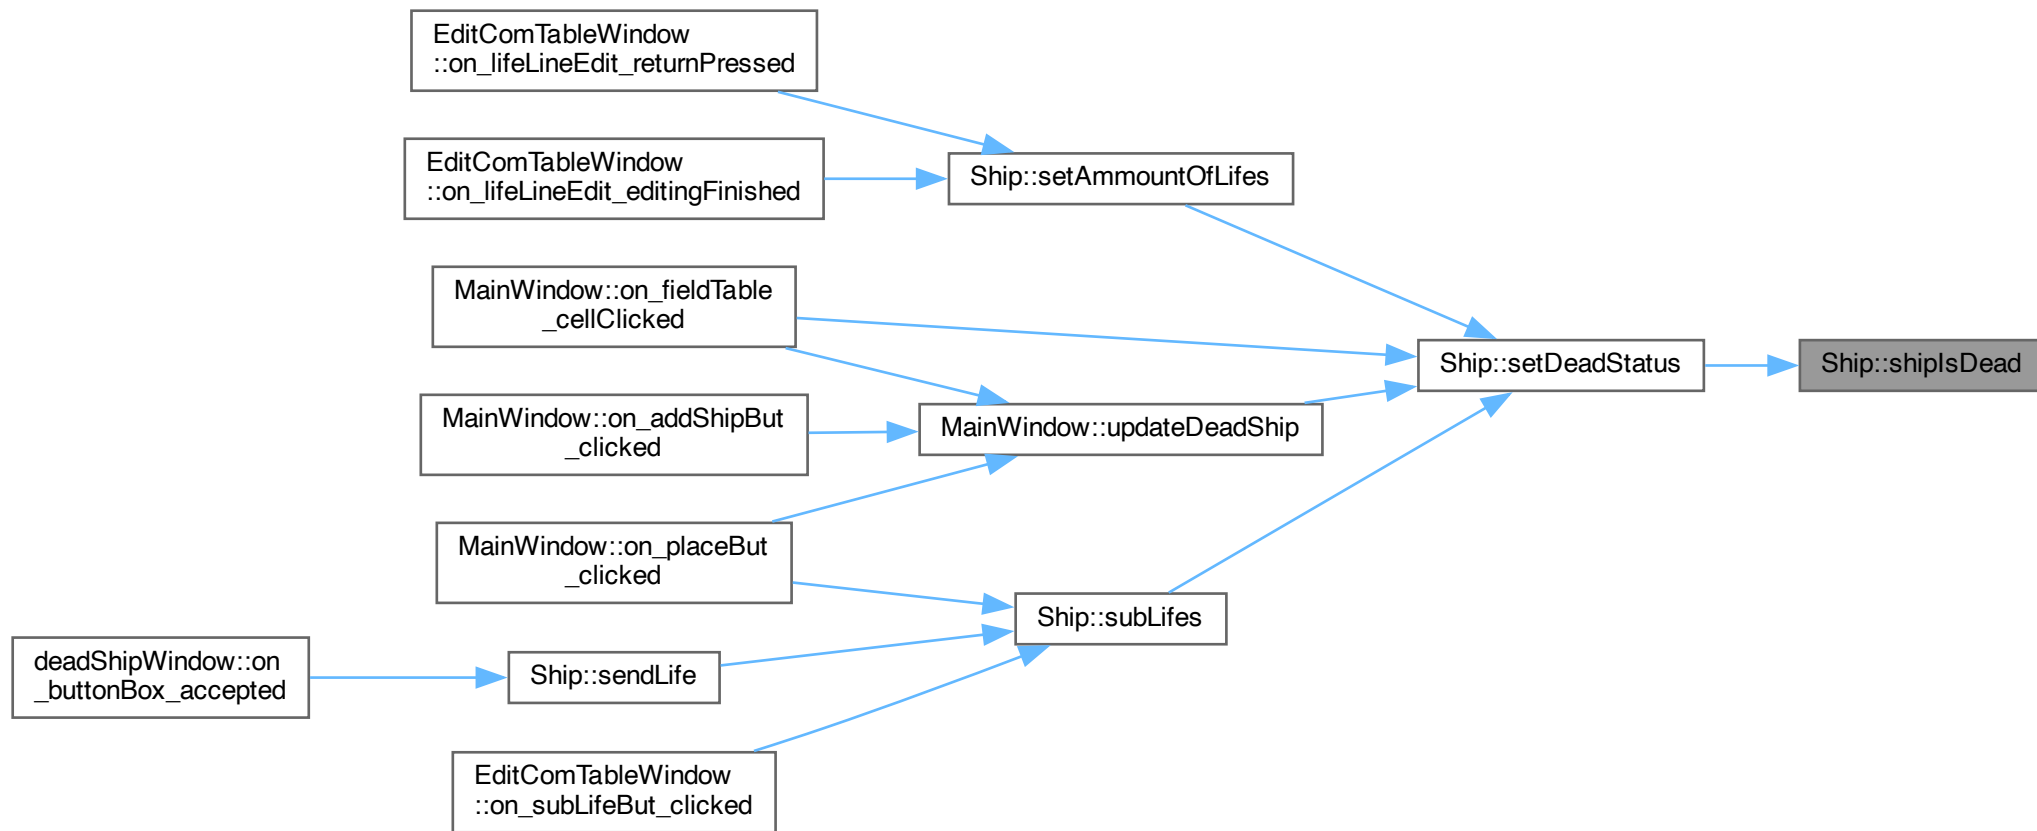 EditComTableWindow
::on_lifeLineEdit_returnPressed
EditComTableWindow
::on_lifeLineEdit_editingFinished
Ship::setAmmountOfLifes
MainWindow::on_fieldTable
_cellClicked
Ship::setDeadStatus
Ship::shipIsDead
MainWindow::on_addShipBut
_clicked
MainWindow::updateDeadShip
MainWindow::on_placeBut
_clicked
Ship::subLifes
deadShipWindow::on
_buttonBox_accepted
Ship::sendLife
EditComTableWindow
::on_subLifeBut_clicked